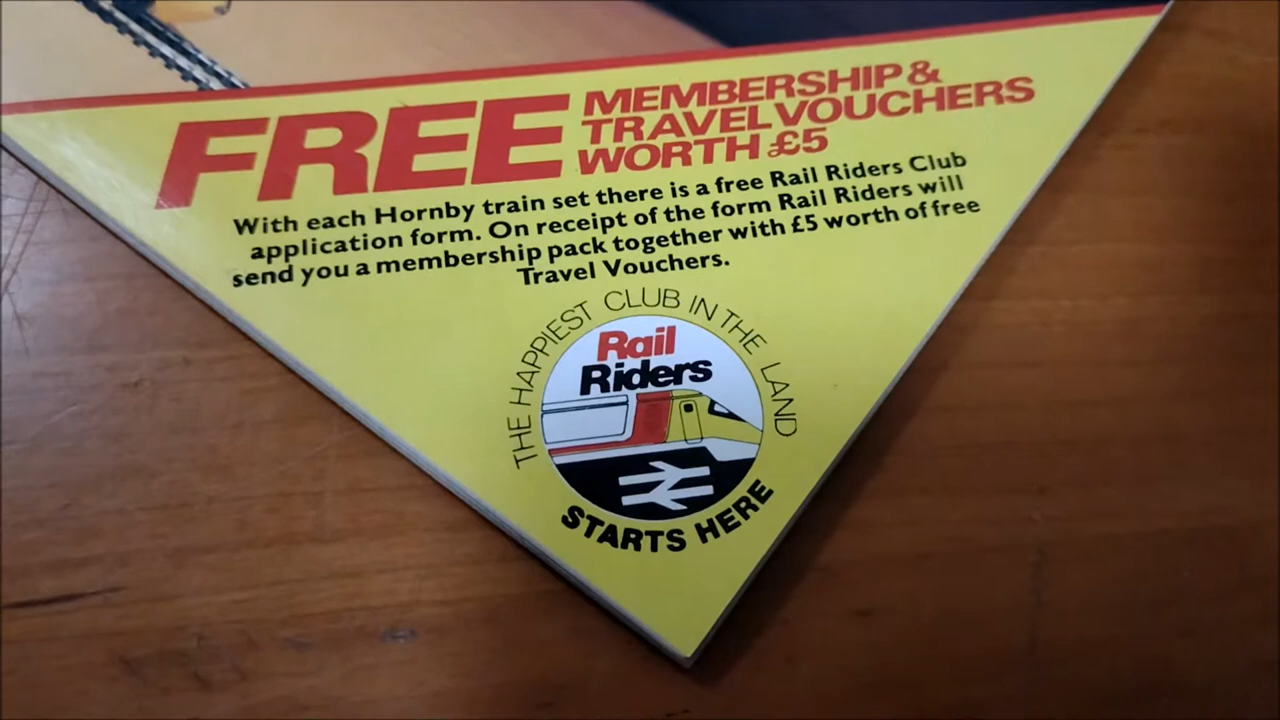 FREE MEMBERSHIP &
TRAVEL VOUCHERS
WORTH £5
With each Hornby train set there is a free Rail Riders Club
application form. On receipt of the form Rail Riders will
send you a membership pack together with £5 worth of free
Travel Vouchers.
THE HAPPIEST CLUB IN THE LAND
Rail
Riders
STARTS HERE